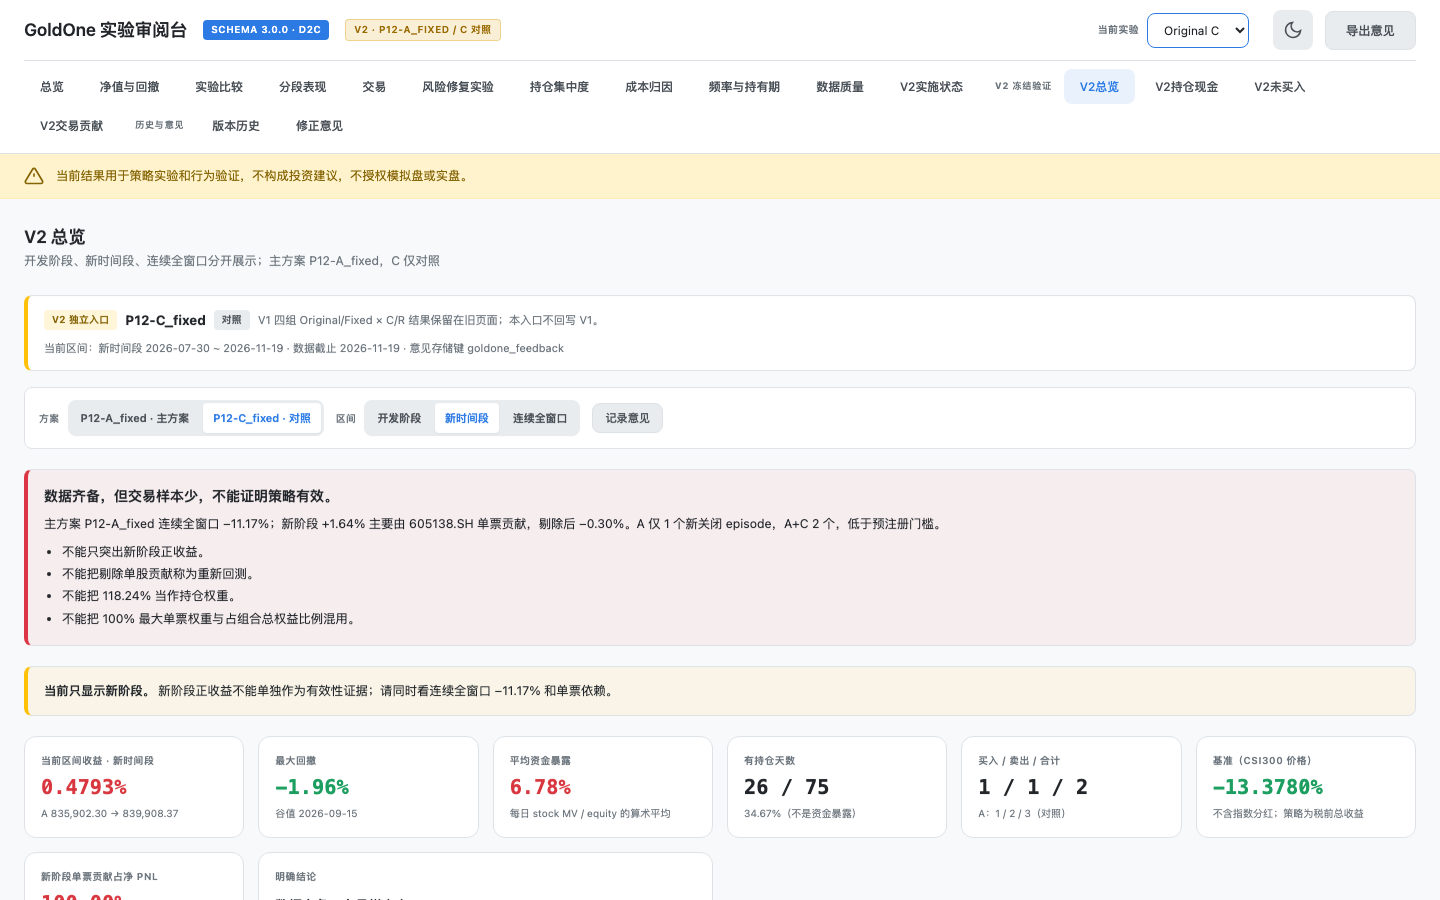 GoldOne 实验审阅台
SCHEMA 3.0.0 · D2C
V2 · P12-A_FIXED / C 对照
当前实验
Original C
导出意见
总览
净值与回撤
实验比较
分段表现
交易
风险修复实验
持仓集中度
成本归因
频率与持有期
数据质量
V2实施状态
V2 冻结验证
V2总览
V2持仓现金
V2未买入
V2交易贡献
历史与意见
版本历史
修正意见
当前结果用于策略实验和行为验证，不构成投资建议，不授权模拟盘或实盘。
V2 总览
开发阶段、新时间段、连续全窗口分开展示；主方案 P12-A_fixed，C 仅对照
V2 独立入口
P12-C_fixed
对照
V1 四组 Original/Fixed × C/R 结果保留在旧页面；本入口不回写 V1。
当前区间：新时间段 2026-07-30 ~ 2026-11-19 · 数据截止 2026-11-19 · 意见存储键 goldone_feedback
方案
P12-A_fixed · 主方案
P12-C_fixed · 对照
区间
开发阶段
新时间段
连续全窗口
记录意见
数据齐备，但交易样本少，不能证明策略有效。
主方案 P12-A_fixed 连续全窗口 −11.17%；新阶段 +1.64% 主要由 605138.SH 单票贡献，剔除后 −0.30%。A 仅 1 个新关闭 episode，A+C 2 个，低于预注册门槛。
• 不能只突出新阶段正收益。
• 不能把剔除单股贡献称为重新回测。
• 不能把 118.24% 当作持仓权重。
• 不能把 100% 最大单票权重与占组合总权益比例混用。
当前只显示新阶段。 新阶段正收益不能单独作为有效性证据；请同时看连续全窗口 −11.17% 和单票依赖。
当前区间收益 · 新时间段
0.4793%
A 835,902.30 → 839,908.37
最大回撤
−1.96%
谷值 2026-09-15
平均资金暴露
6.78%
每日 stock MV / equity 的算术平均
有持仓天数
26 / 75
34.67%（不是资金暴露）
买入 / 卖出 / 合计
1 / 1 / 2
A：1 / 2 / 3（对照）
基准（CSI300 价格）
−13.3780%
不含指数分红；策略为税前总收益
新阶段单票贡献占净 PNL
100.00%
明确结论